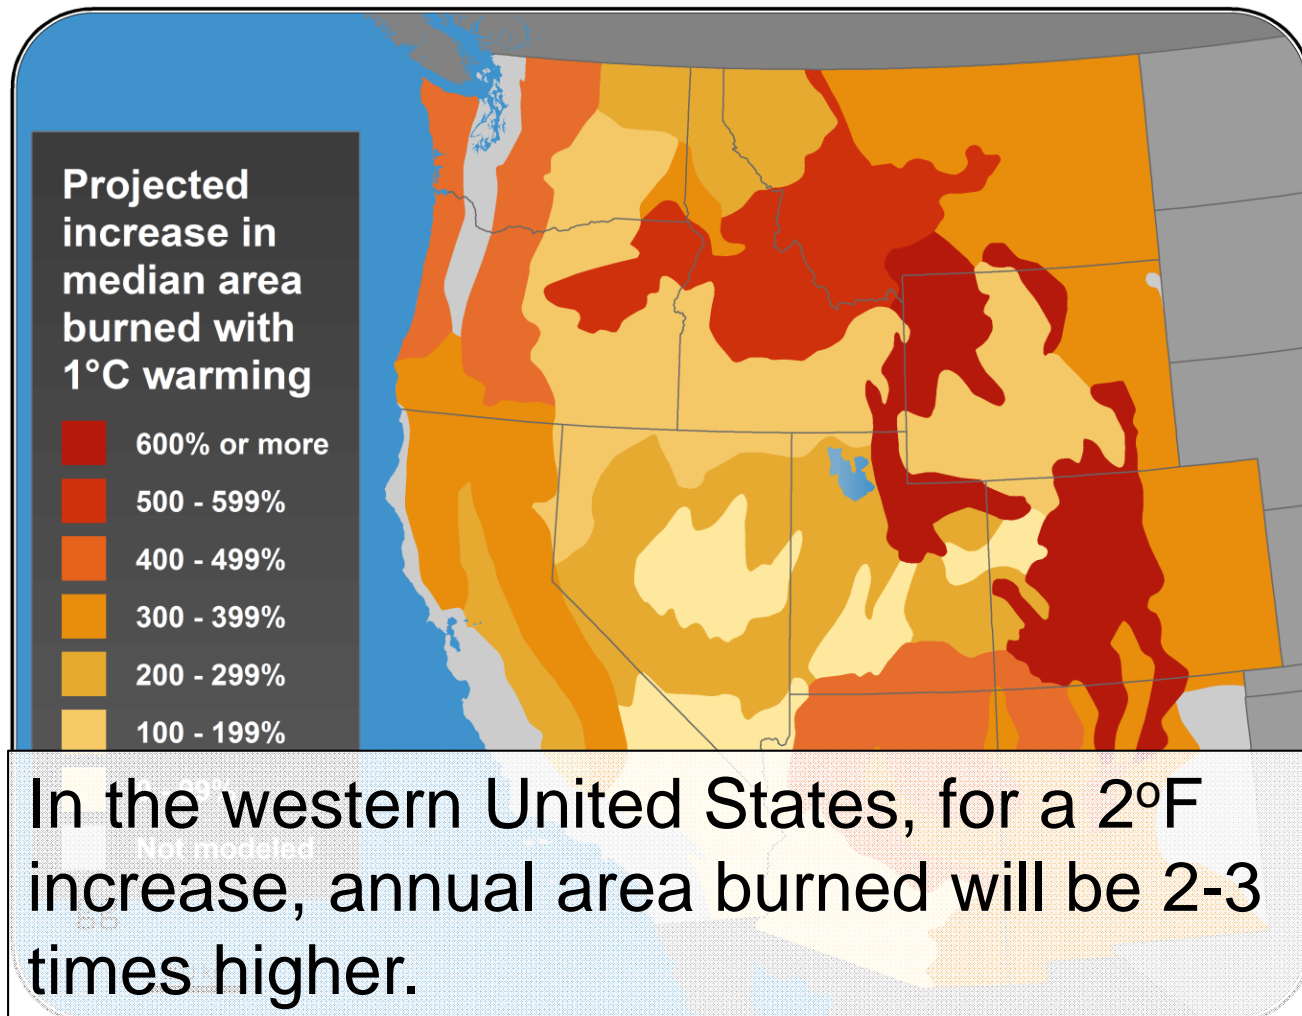 Projected
increase in
median area
burned with
1°C warming
600% or more
500 - 599%
400 - 499%
300 - 399%
200 - 299%
100 - 199%
Not modeled
In the western United States, for a 2ºF
increase, annual area burned will be 2-3
times higher.